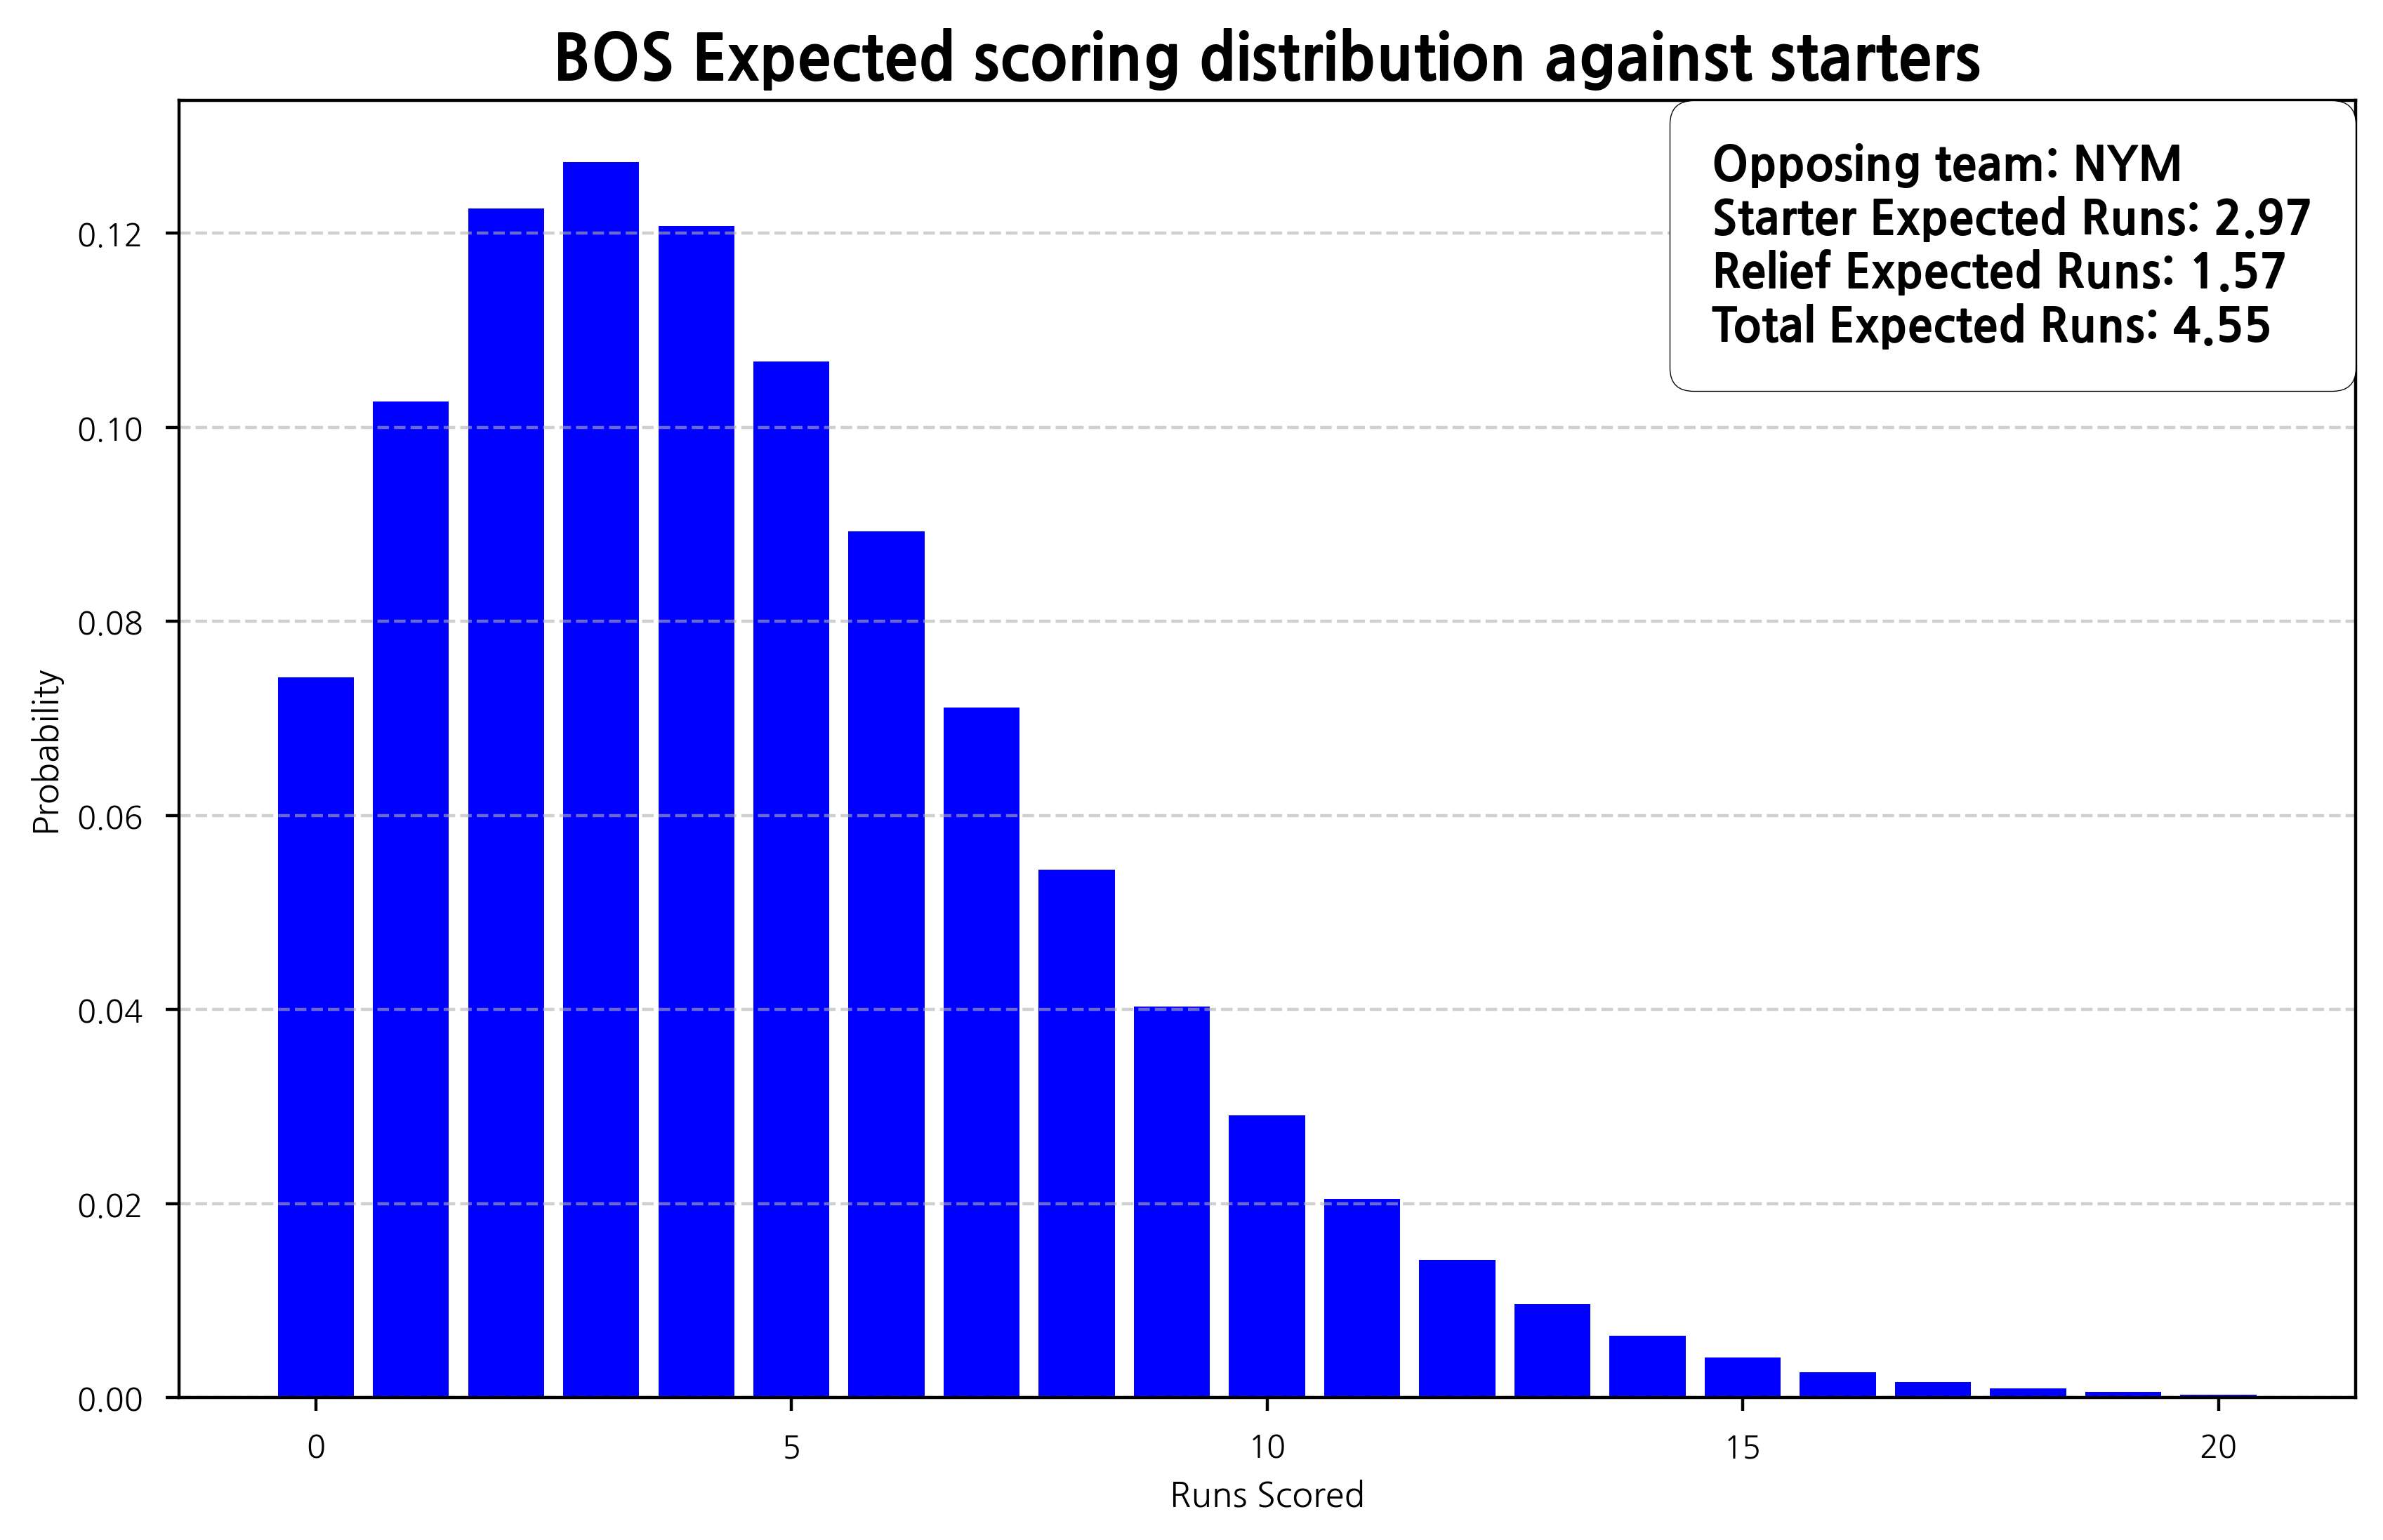 BOS Expected scoring distribution against starters
Opposing team: NYM
Starter Expected Runs: 2.97
Relief Expected Runs: 1.57
Total Expected Runs: 4.55
Probability
0.12
0.10
0.08
0.06
0.04
0.02
0.00
0
5
10
15
20
Runs Scored